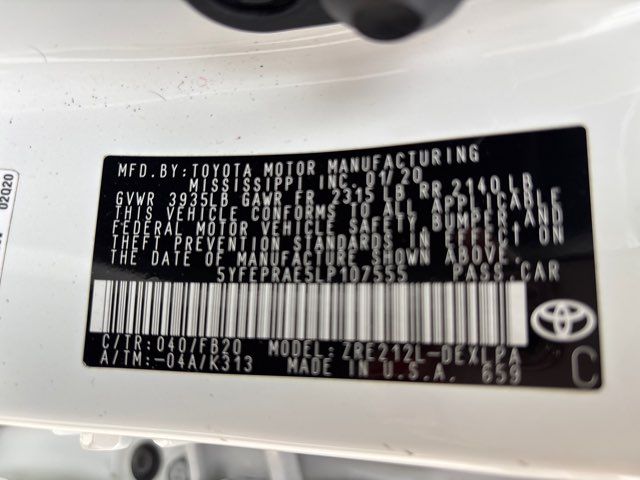 MFD.BY:TOYOTA MOTOR MANUFACTURING
MISSISSIPPI INC. 01/20
GVWR 3935LB GAWR FR 2315 LB RR 2140LB
THIS VEHICLE CONFORMS TO ALL APPLICABLE
FEDERAL MOTOR VEHICLE SAFETY, BUMPER, AND
THEFT PREVENTION STANDARDS IN EFFECT ON
THE DATE OF MANUFACTURE SHOWN ABOVE.
5YFEPRAE5LP107555 PASS.CAR
C/TR: 040/FB20 MODEL: ZRE212L-DEXLPA
A/TM: -04A/K313 MADE IN U.S.A. 659
C
02020